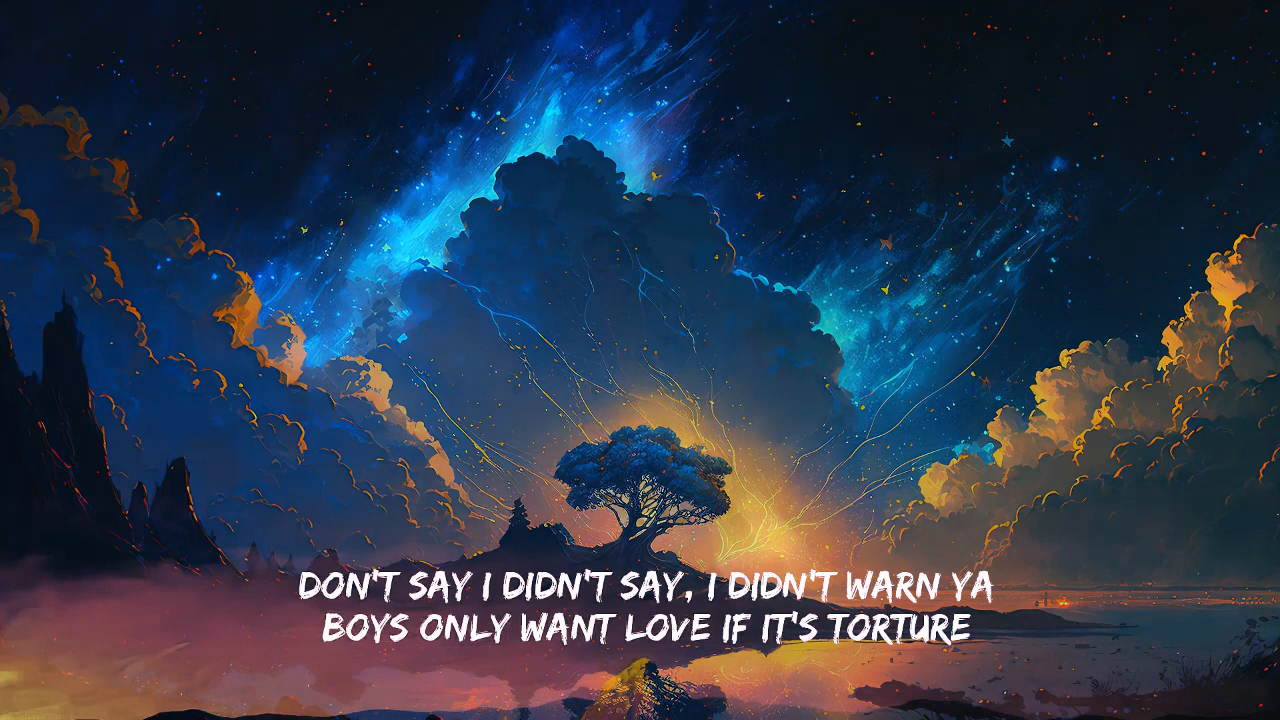 DON'T SAY I DIDN'T SAY, I DIDN'T WARN YA
BOYS ONLY WANT LOVE IF IT'S TORTURE